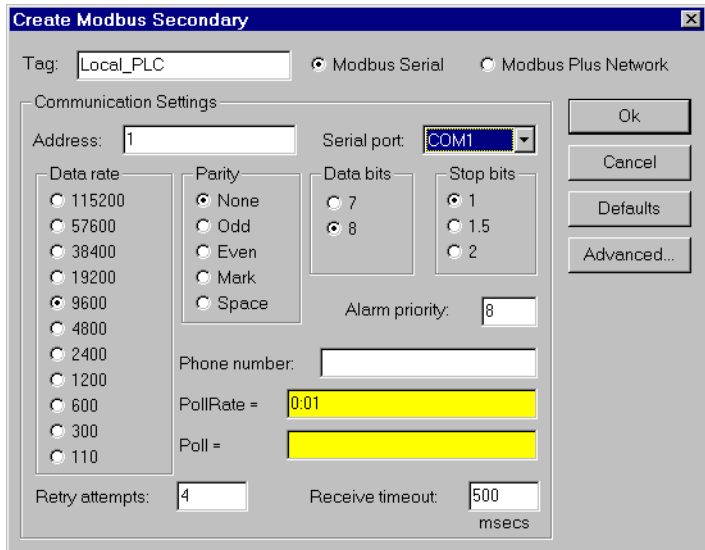 Create Modbus Secondary
Tag: Local_PLC Modbus Serial Modbus Plus Network
Communication Settings
Ok
Address: 1 Serial port: COM1
Cancel
Data rate Parity Data bits Stop bits
115200 None 7 1
57600 Odd 8 1.5 Defaults
38400 Even 2 Advanced...
19200 Mark
9600 Space Alarm priority: 8
4800
2400 Phone number:
1200
600 PollRate = 0:01
300
110 Poll =
Retry attempts: 4 Receive timeout: 500
msecs